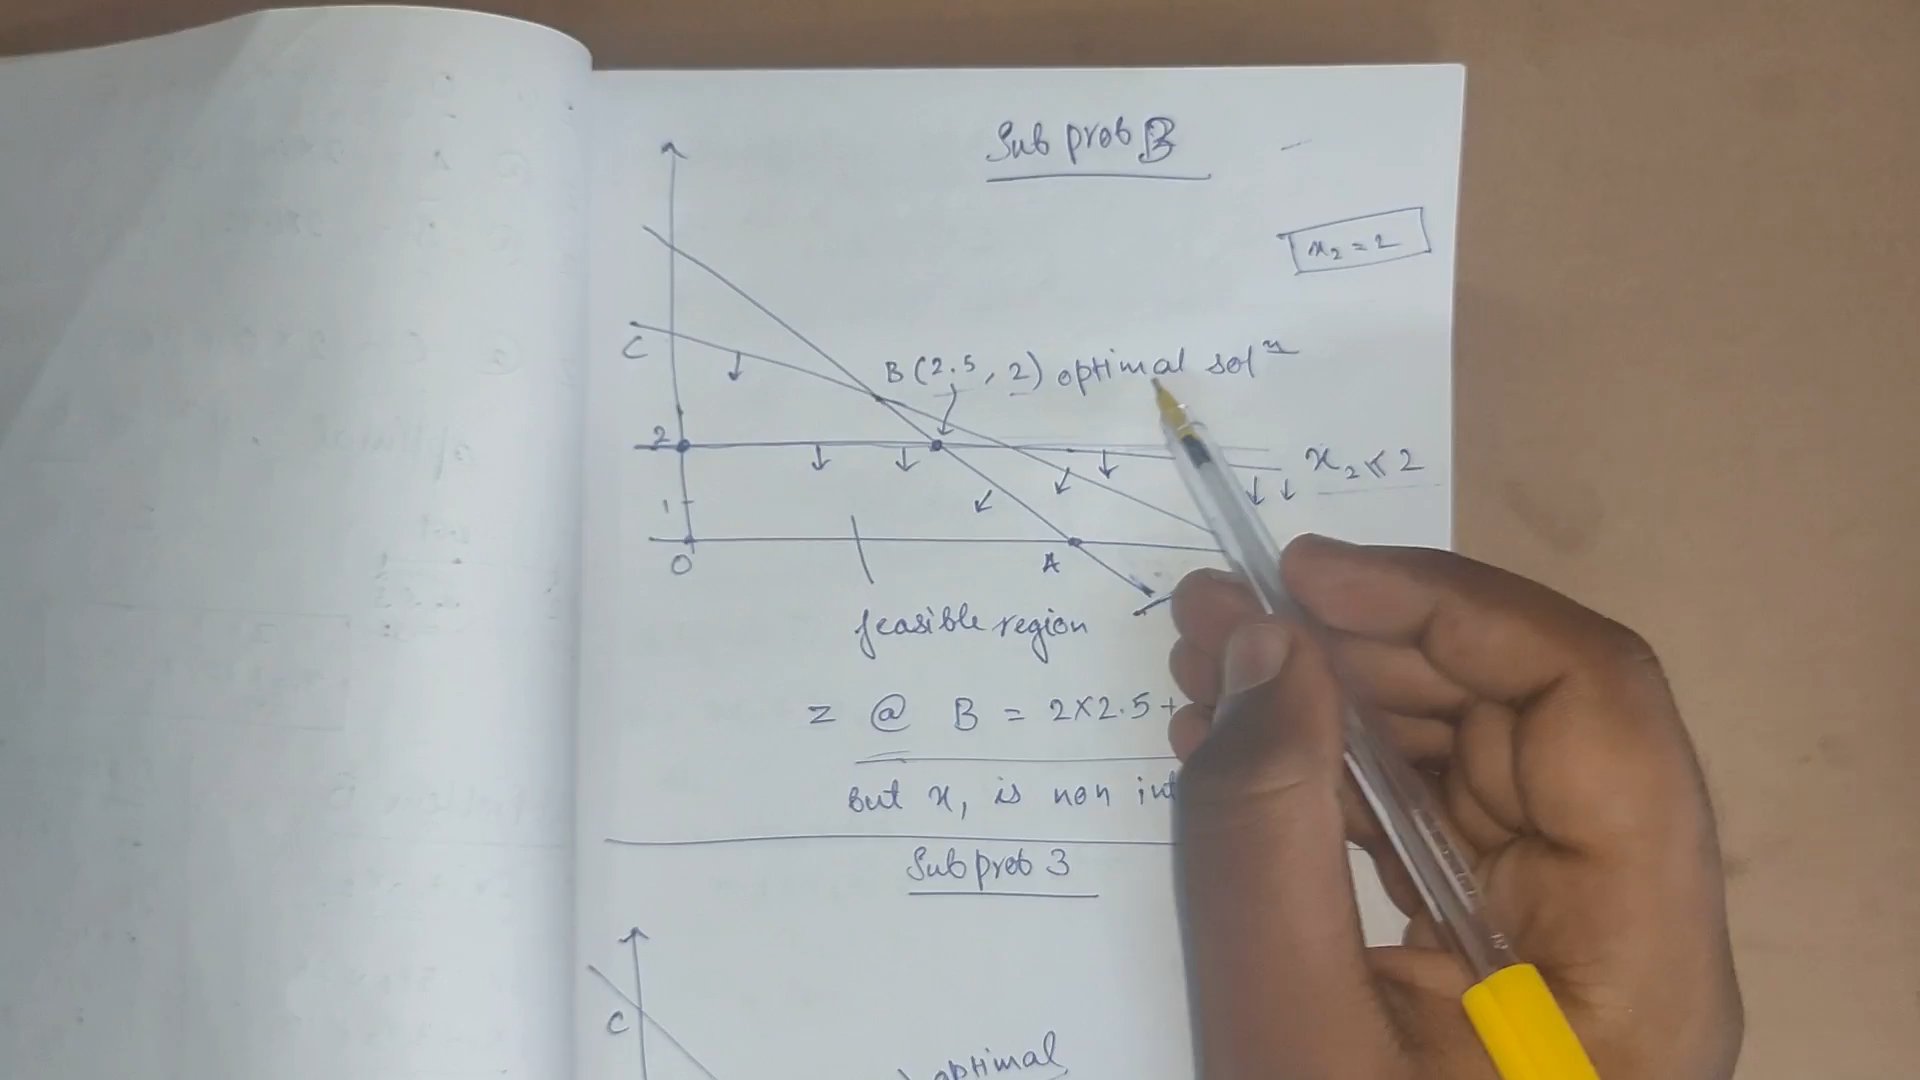 Sub prob B
x₂ = 2
C
B (2.5, 2) optimal solⁿ
2
x₂ ≤ 2
1
O
A
feasible region
Z @ B = 2×2.5+
But x₁ is non int
Sub prob 3
C
optimal